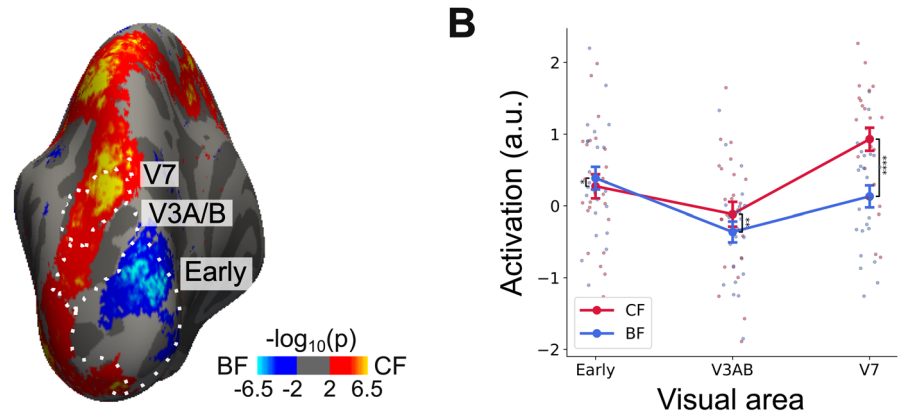 V7
V3A/B
Early
-log10(p)
BF
CF
-6.5 -2 2 6.5
B
Activation (a.u.)
2
1
0
−1
−2
*
**
****
CF
BF
Early V3AB V7
Visual area